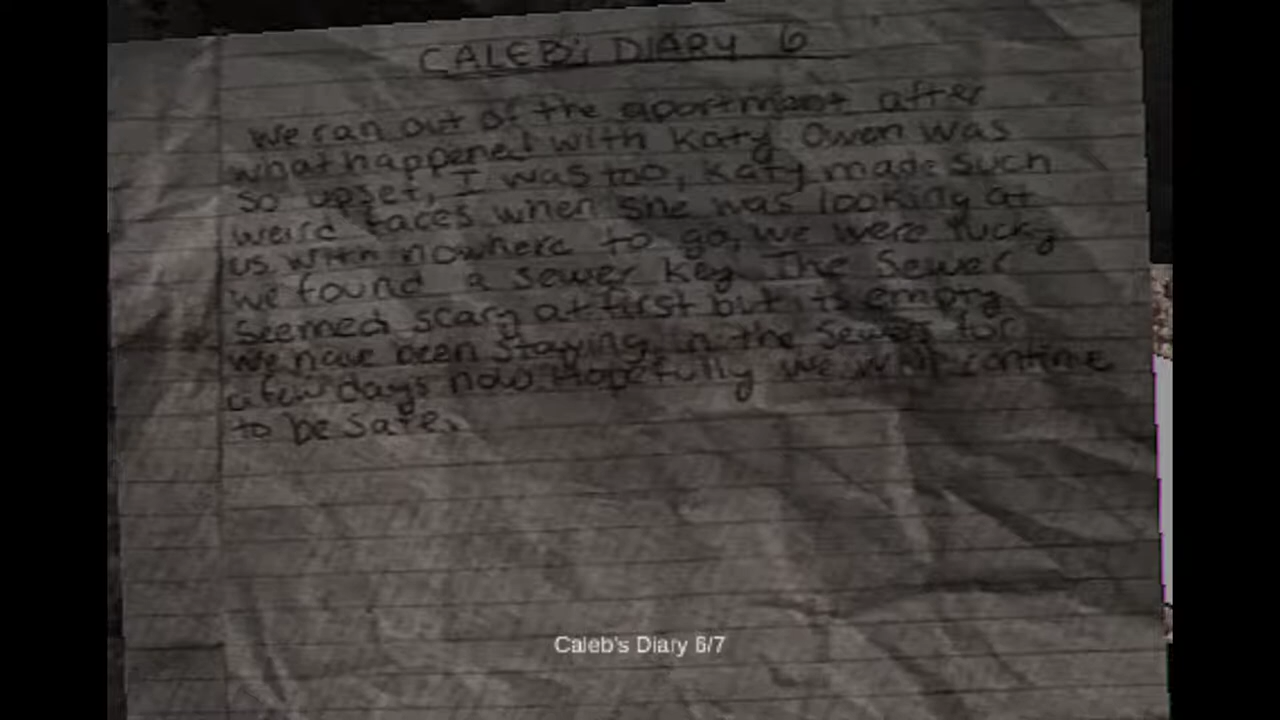 CALEB'S DIARY 6
We ran out of the apartment after
what happened with Katy Owen was
so upset, I was too, Katy made such
weird faces when she was looking at
us. With nowhere to go, we were lucky
we found a sewer key. The Sewer
Seemed scary at first but its empty
We have been staying in the sewer for
a few days now Hopefully we will continue
to be safe.
Caleb's Diary 6/7